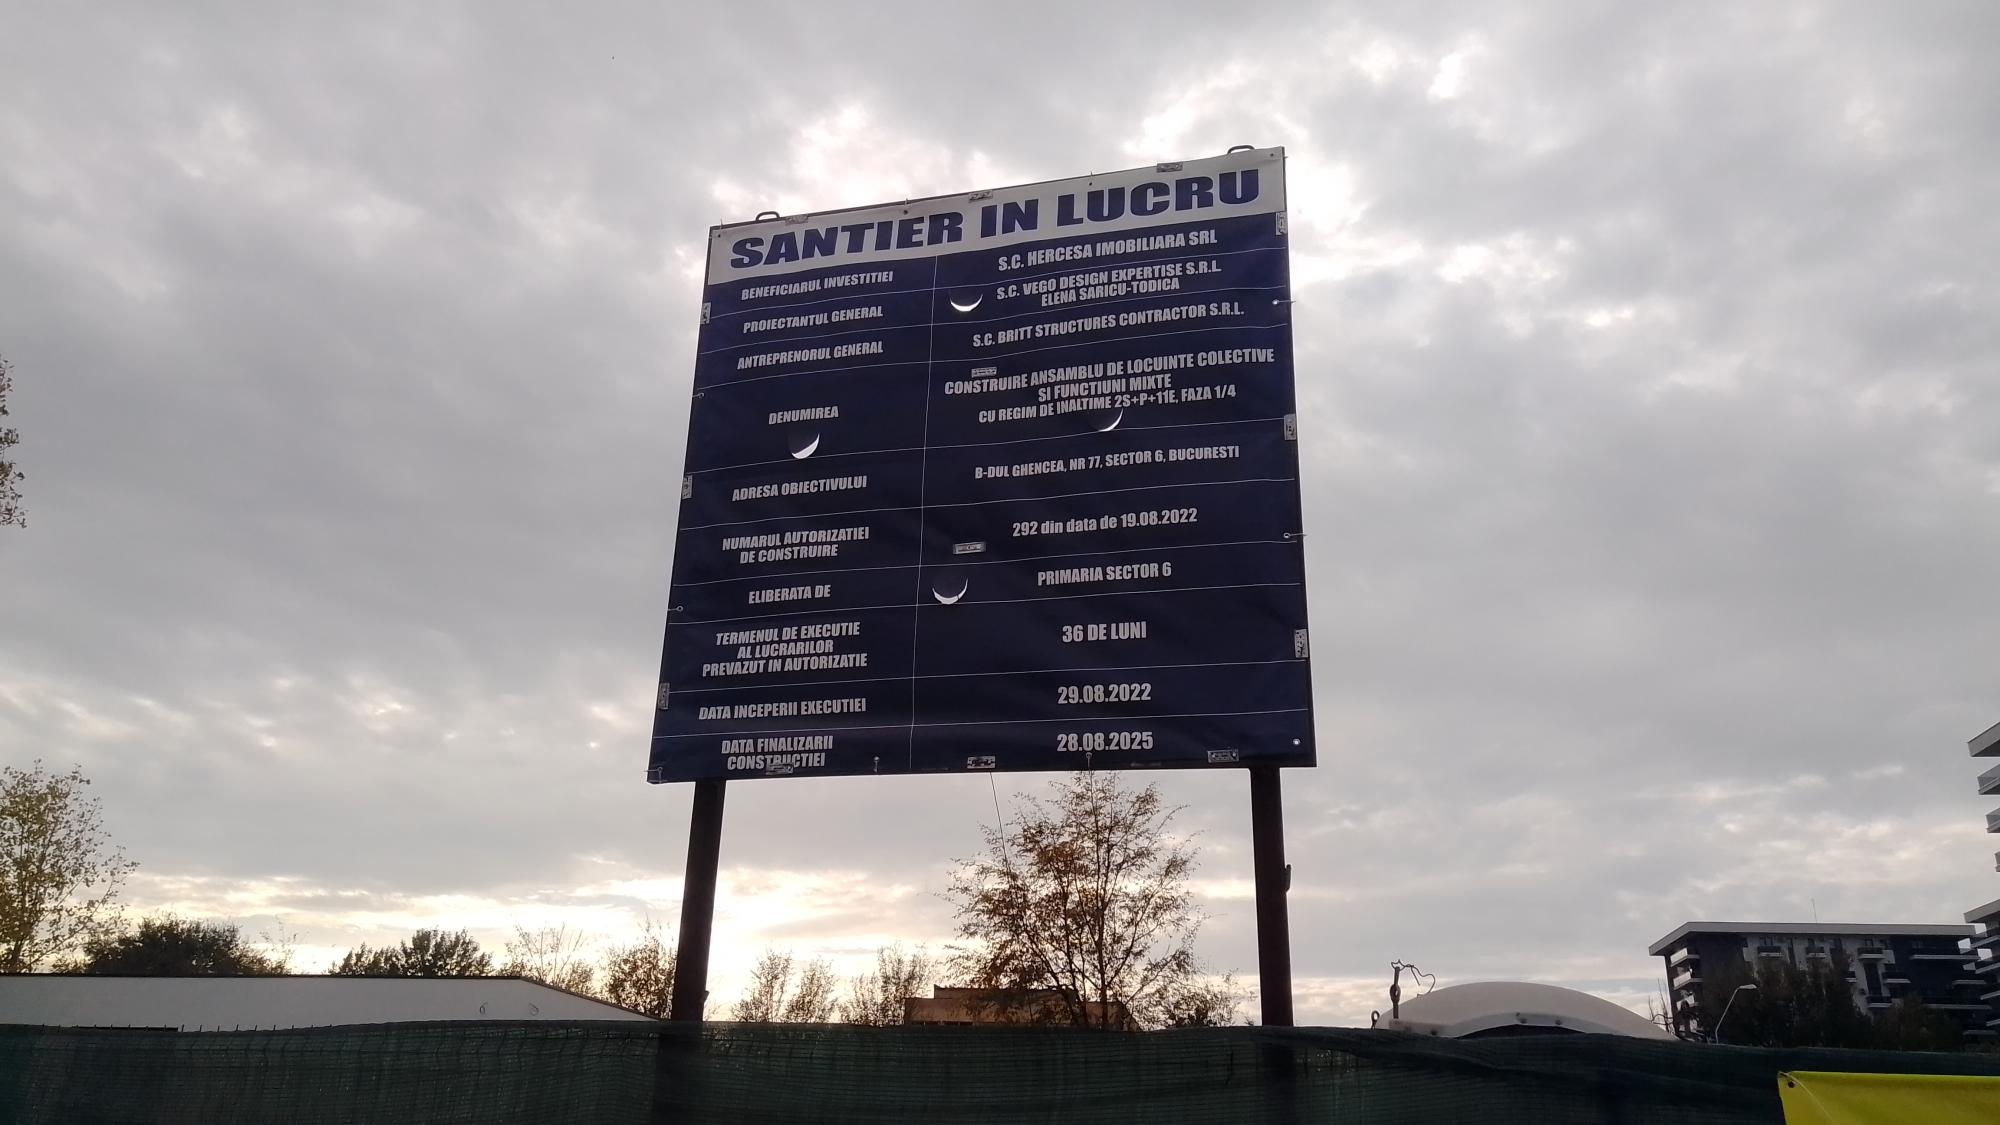 SANTIER IN LUCRU
BENEFICIARUL INVESTITIEI
S.C. HERCESA IMOBILIARA SRL
PROIECTANTUL GENERAL
S.C. VEGO DESIGN EXPERTISE S.R.L.
ELENA SARICU-TODICA
ANTREPRENORUL GENERAL
S.C. BRITT STRUCTURES CONTRACTOR S.R.L.
DENUMIREA
CONSTRUIRE ANSAMBLU DE LOCUINTE COLECTIVE
SI FUNCTIUNI MIXTE
CU REGIM DE INALTIME 2S+P+11E, FAZA 1/4
ADRESA OBIECTIVULUI
B-DUL GHENCEA, NR 77, SECTOR 6, BUCURESTI
NUMARUL AUTORIZATIEI
DE CONSTRUIRE
292 din data de 19.08.2022
ELIBERATA DE
PRIMARIA SECTOR 6
TERMENUL DE EXECUTIE
AL LUCRARILOR
PREVAZUT IN AUTORIZATIE
36 DE LUNI
DATA INCEPERII EXECUTIEI
29.08.2022
DATA FINALIZARII
CONSTRUCTIEI
28.08.2025